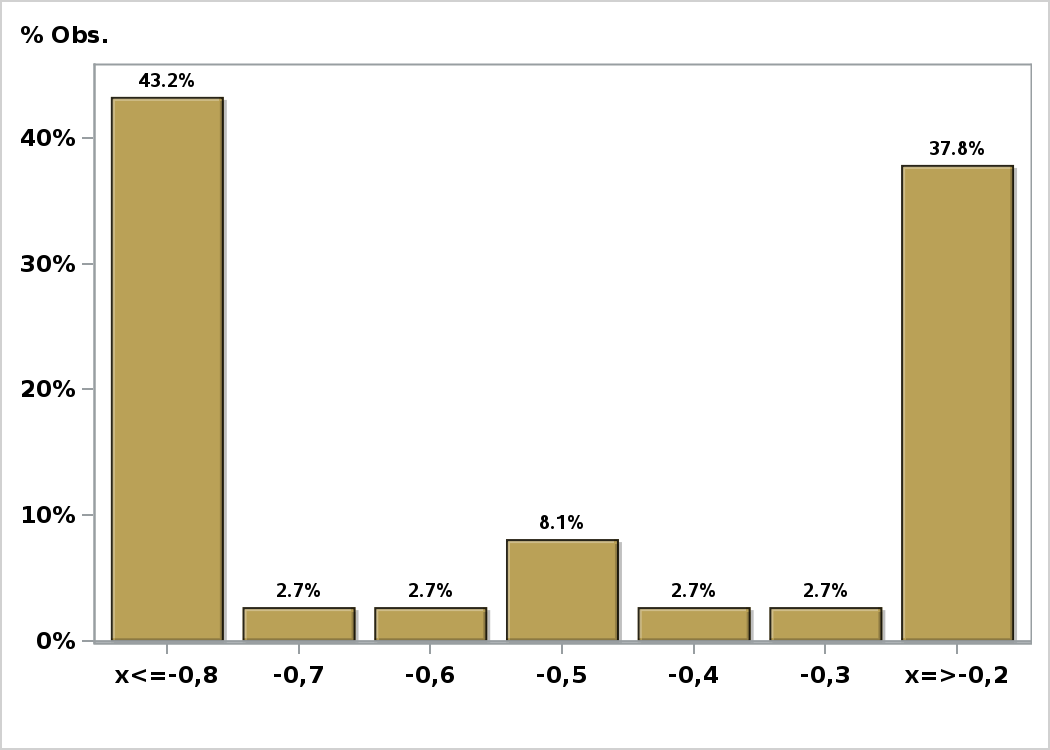 % Obs.
43.2%
40%
37.8%
30%
20%
10%
8.1%
2.7% 2.7% 2.7% 2.7%
0%
x<=-0,8 -0,7 -0,6 -0,5 -0,4 -0,3 x=>-0,2